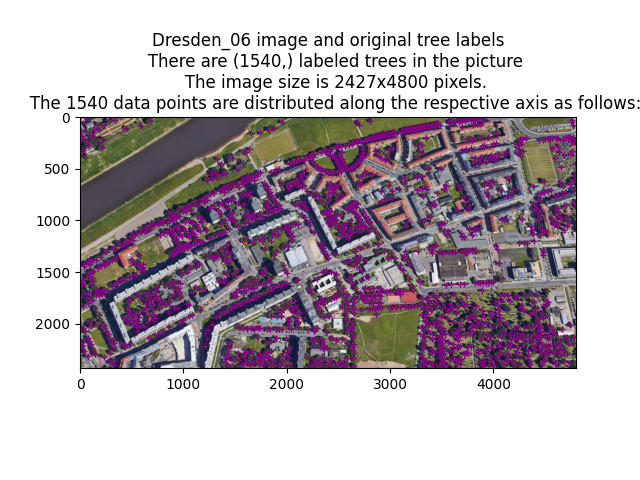 Dresden_06 image and original tree labels
There are (1540,) labeled trees in the picture
The image size is 2427x4800 pixels.
The 1540 data points are distributed along the respective axis as follows:
0
500
1000
1500
2000
0 1000 2000 3000 4000